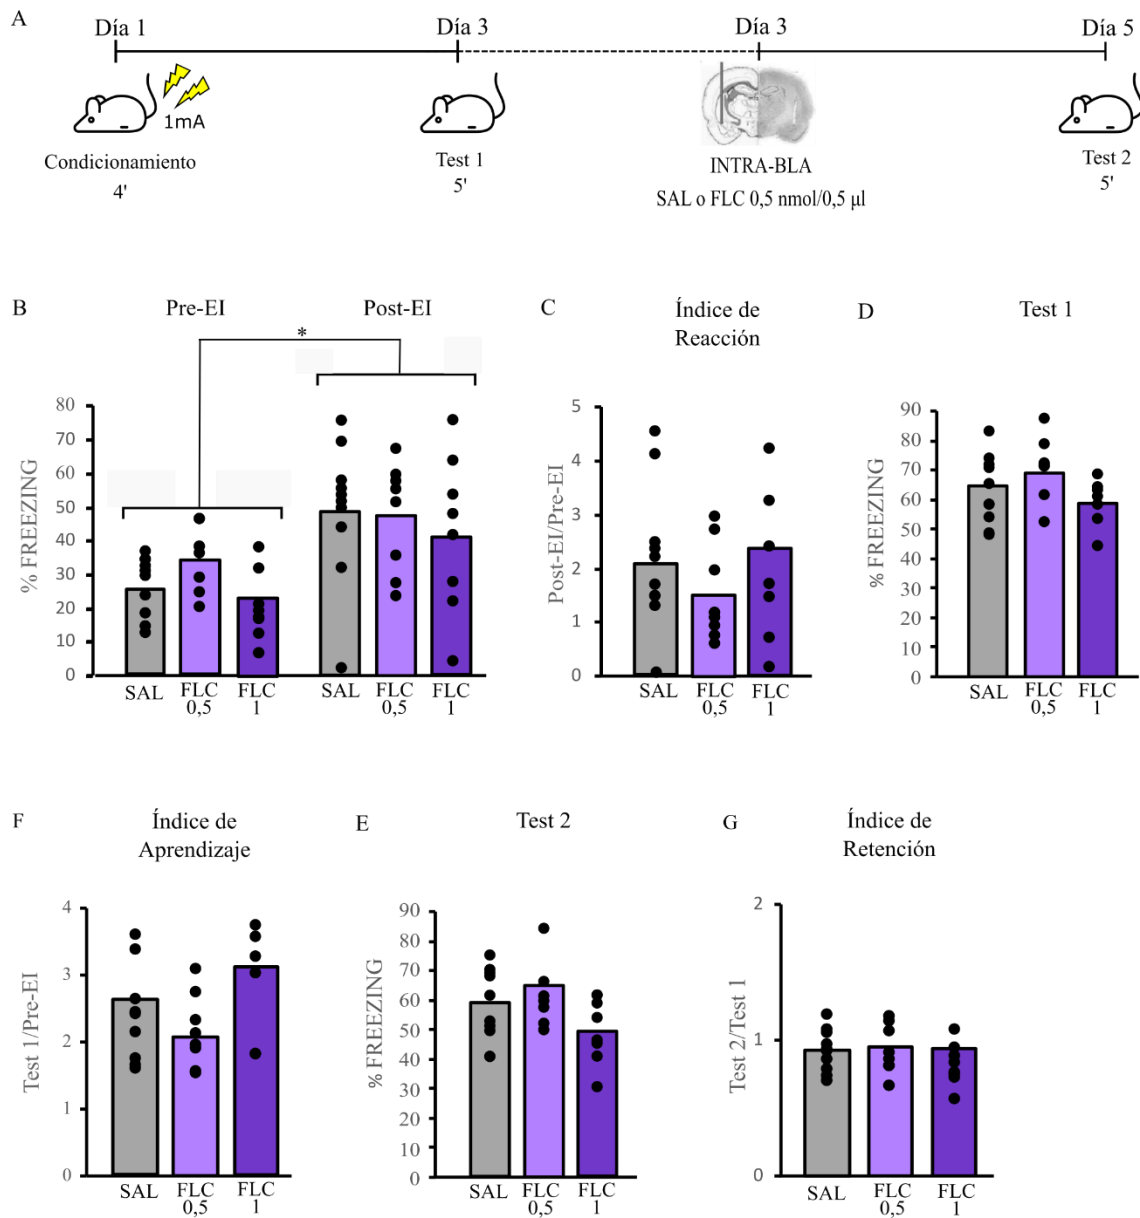 A
Día 1
Día 3
Día 3
Día 5
1mA
Condicionamiento
4'
Test 1
5'
INTRA-BLA
SAL o FLC 0,5 nmol/0,5 µl
Test 2
5'
B
Pre-EI
Post-EI
*
% FREEZING
80
70
60
50
40
30
20
10
0
SAL
FLC
0,5
FLC
1
SAL
FLC
0,5
FLC
1
C
Índice de
Reacción
Post-EI/Pre-EI
5
4
3
2
1
0
SAL
FLC
0,5
FLC
1
D
Test 1
% FREEZING
90
80
70
60
50
40
30
20
10
0
SAL
FLC
0,5
FLC
1
F
Índice de
Aprendizaje
Test 1/Pre-EI
4
3
2
1
0
SAL
FLC
0,5
FLC
1
E
Test 2
% FREEZING
90
80
70
60
50
40
30
20
10
0
SAL
FLC
0,5
FLC
1
G
Índice de
Retención
Test 2/Test 1
2
1
0
SAL
FLC
0,5
FLC
1